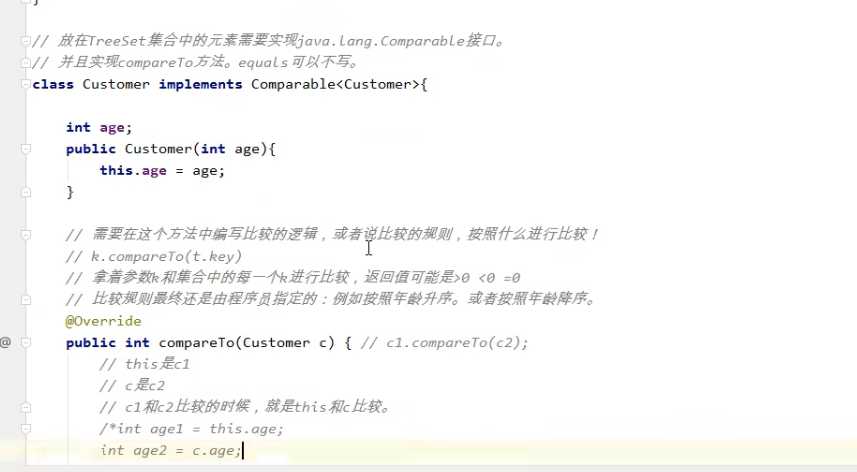 // 放在TreeSet集合中的元素需要实现java.lang.Comparable接口。
// 并且实现compareTo方法。equals可以不写。
class Customer implements Comparable<Customer>{
int age;
public Customer(int age){
this.age = age;
}
// 需要在这个方法中编写比较的逻辑，或者说比较的规则，按照什么进行比较！
// k.compareTo(t.key)
// 拿着参数k和集合中的每一个k进行比较，返回值可能是>0 <0 =0
// 比较规则最终还是由程序员指定的：例如按照年龄升序。或者按照年龄降序。
@Override
public int compareTo(Customer c) { // c1.compareTo(c2);
// this是c1
// c是c2
// c1和c2比较的时候，就是this和c比较。
/*int age1 = this.age;
int age2 = c.age;